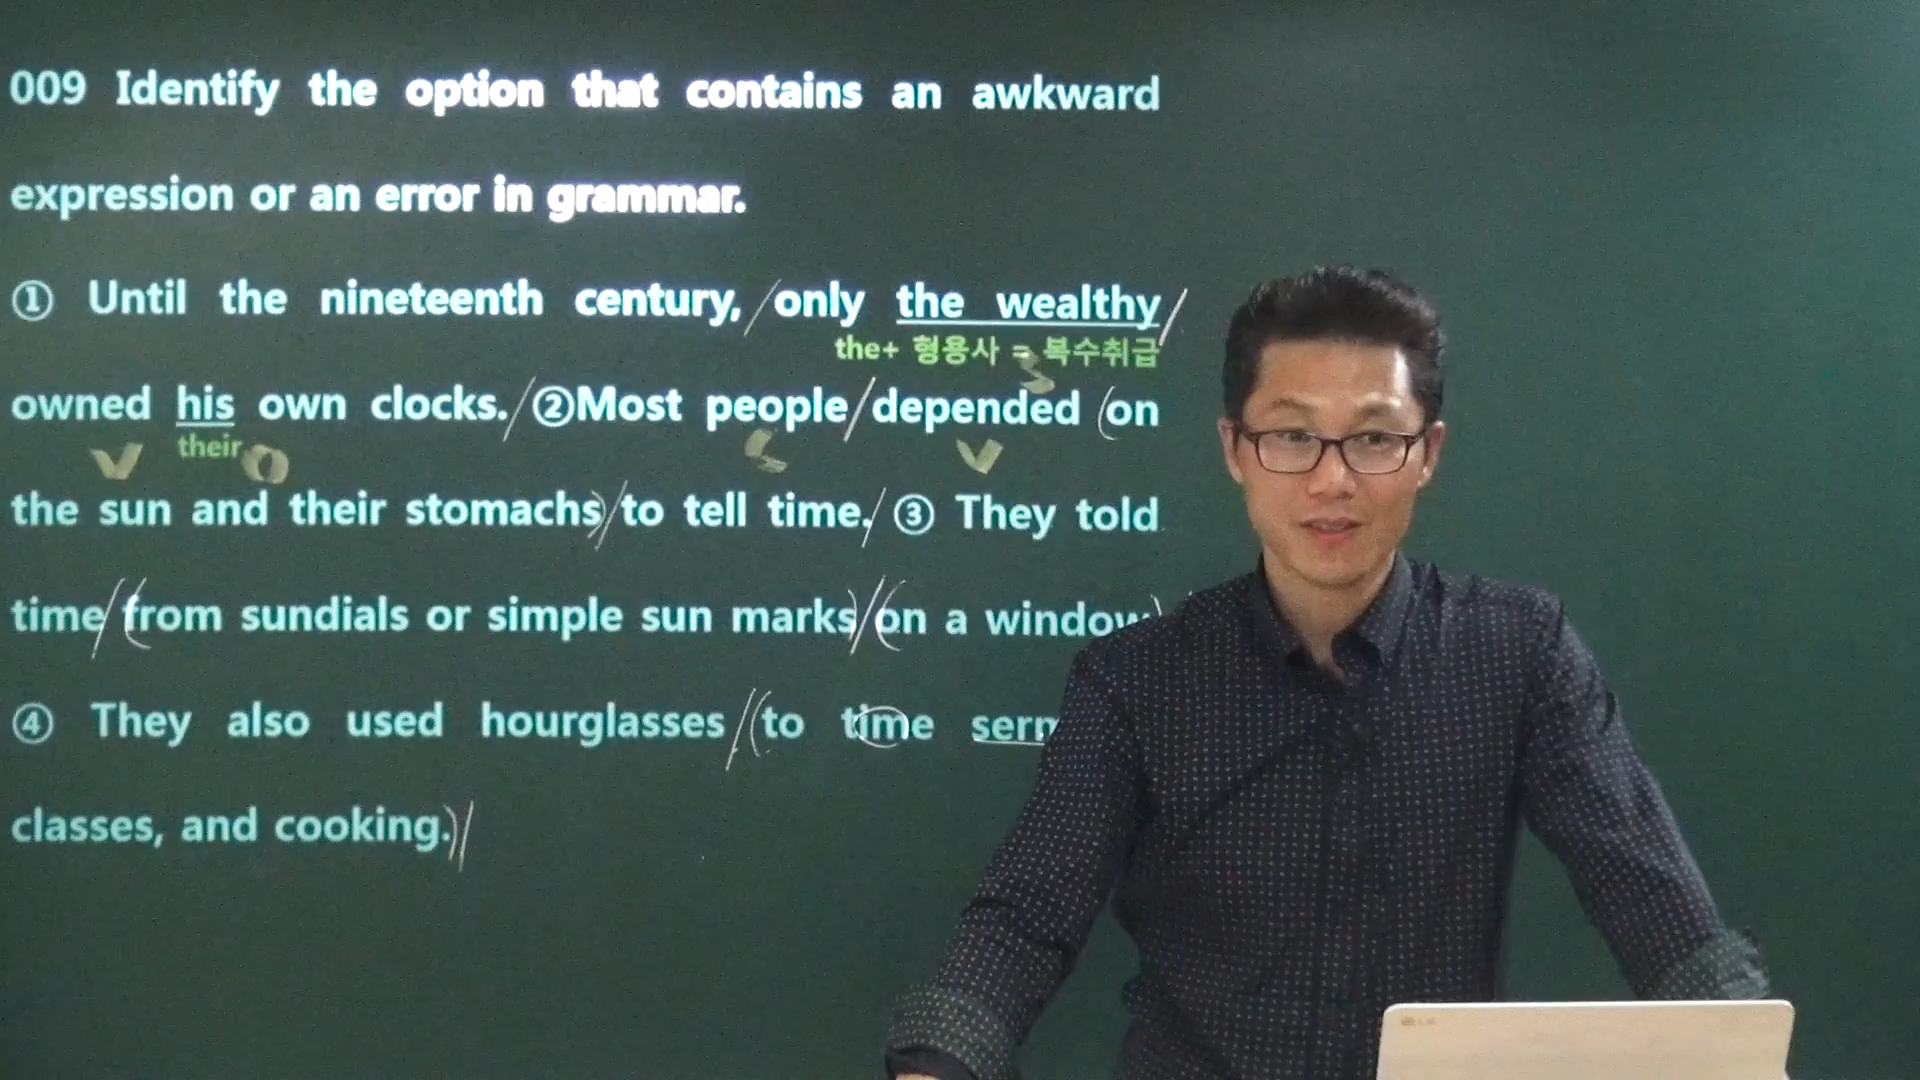 009 Identify the option that contains an awkward
expression or an error in grammar.
① Until the nineteenth century, only the wealthy
the+ 형용사 = 복수취급
S
owned his own clocks. ②Most people depended on
V their O S V
the sun and their stomachs to tell time. ③ They told
time from sundials or simple sun marks on a window
④ They also used hourglasses to time
classes, and cooking.
LG